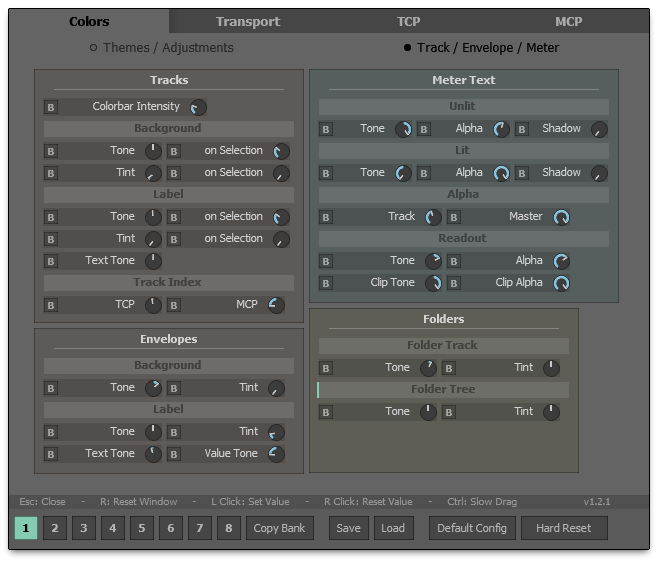 Colors Transport TCP MCP
Themes / Adjustments Track / Envelope / Meter
Tracks
B Colorbar Intensity
Background
B Tone B on Selection
B Tint B on Selection
Label
B Tone B on Selection
B Tint B on Selection
B Text Tone
Track Index
B TCP B MCP
Envelopes
Background
B Tone B Tint
Label
B Tone B Tint
B Text Tone B Value Tone
Meter Text
Unlit
B Tone B Alpha B Shadow
Lit
B Tone B Alpha B Shadow
Alpha
B Track B Master
Readout
B Tone B Alpha
B Clip Tone B Clip Alpha
Folders
Folder Track
B Tone B Tint
Folder Tree
B Tone B Tint
Esc: Close - R: Reset Window - L Click: Set Value - R Click: Reset Value - Ctrl: Slow Drag v1.2.1
1 2 3 4 5 6 7 8 Copy Bank Save Load Default Config Hard Reset